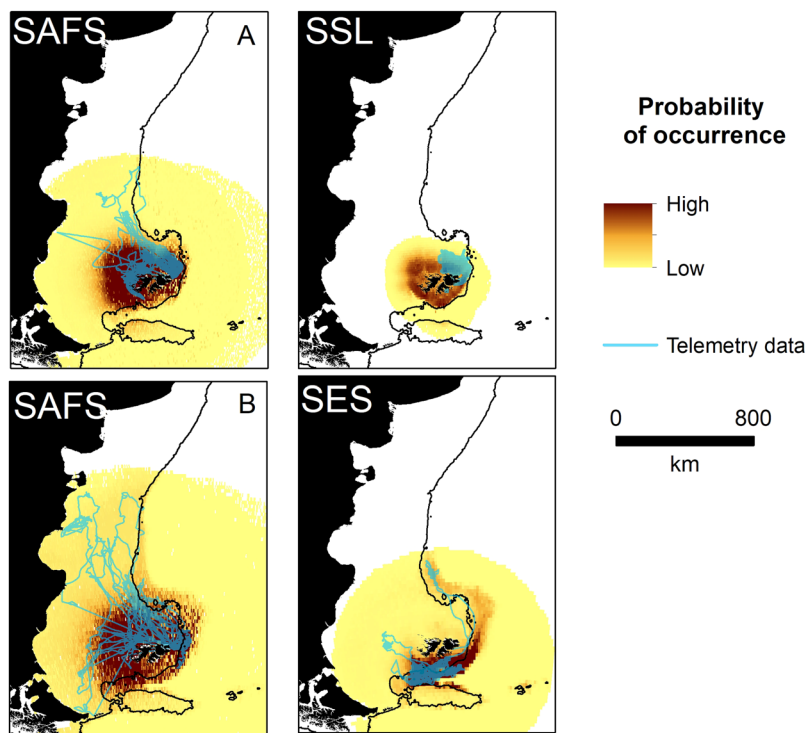 SAFS
A
SSL
Probability
of occurrence
High
Low
Telemetry data
0
800
km
SAFS
B
SES